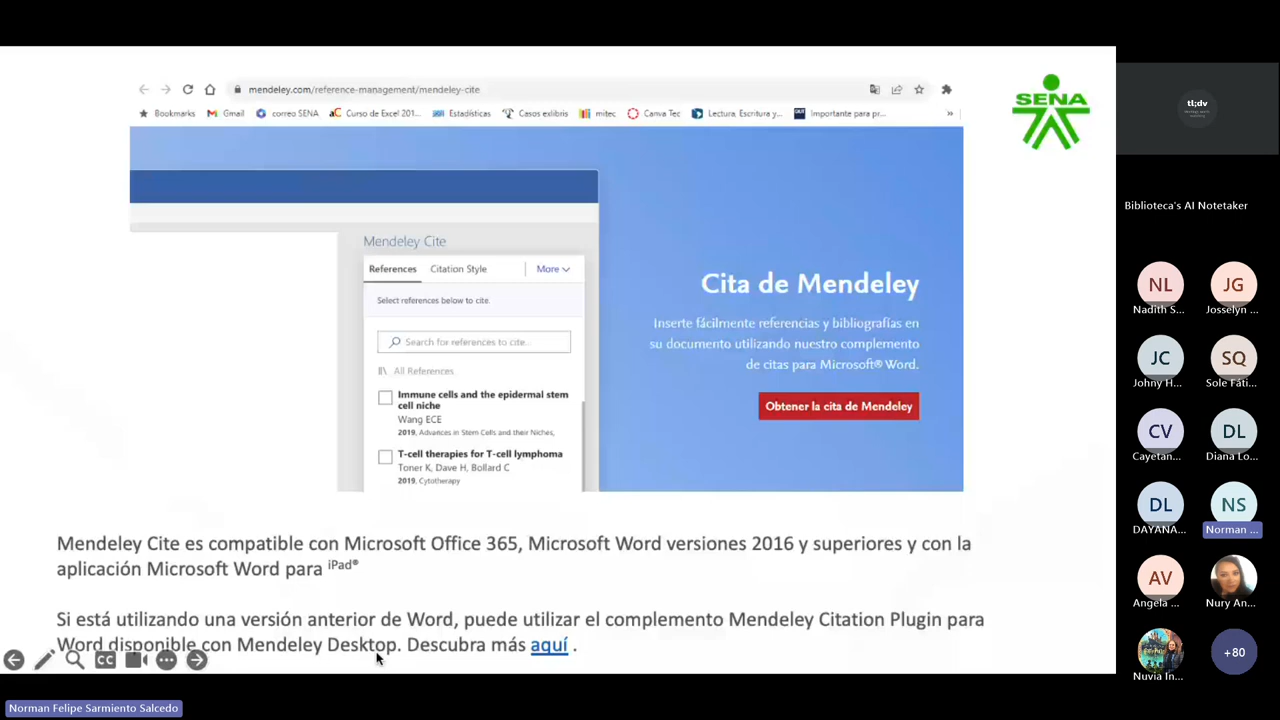 mendeley.com/reference-management/mendeley-cite
Bookmarks Gmail correo SENA Curso de Excel 201... Estadísticas Casos exlibris mitec Canva Tec Lectura, Escritura y... Importante para pr... »
SENA
Mendeley Cite
References Citation Style More
Select references below to cite.
Search for references to cite...
All References
Immune cells and the epidermal stem
cell niche
Wang ECE
2019, Advances in Stem Cells and their Niches,
T-cell therapies for T-cell lymphoma
Toner K, Dave H, Bollard C
2019, Cytotherapy
Cita de Mendeley
Inserte fácilmente referencias y bibliografías en
su documento utilizando nuestro complemento
de citas para Microsoft® Word.
Obtener la cita de Mendeley
Mendeley Cite es compatible con Microsoft Office 365, Microsoft Word versiones 2016 y superiores y con la
aplicación Microsoft Word para iPad®
Si está utilizando una versión anterior de Word, puede utilizar el complemento Mendeley Citation Plugin para
Word disponible con Mendeley Desktop. Descubra más aquí .
CC
tl;dv
Biblioteca's AI Notetaker
NL
Nadith S...
JG
Josselyn ...
JC
Johny H...
SQ
Sole Fáti...
CV
Cayetan...
DL
Diana Lo...
DL
DAYANA...
NS
Norman ...
AV
Angela ...
Nury An...
Nuvia In...
+80
Norman Felipe Sarmiento Salcedo